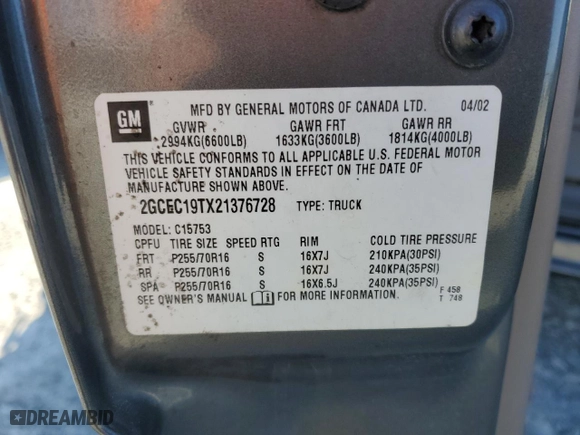 GM
MFD BY GENERAL MOTORS OF CANADA LTD. 04/02
GVWR GAWR FRT GAWR RR
2994KG(6600LB) 1633KG(3600LB) 1814KG(4000LB)
THIS VEHICLE CONFORMS TO ALL APPLICABLE U.S. FEDERAL MOTOR
VEHICLE SAFETY STANDARDS IN EFFECT ON THE DATE OF
MANUFACTURE SHOWN ABOVE.
2GCEC19TX21376728 TYPE: TRUCK
MODEL: C15753
CPFU TIRE SIZE SPEED RTG RIM COLD TIRE PRESSURE
FRT P255/70R16 S 16X7J 210KPA(30PSI)
RR P255/70R16 S 16X7J 240KPA(35PSI)
SPA P255/70R16 S 16X6.5J 240KPA(35PSI)
SEE OWNER'S MANUAL FOR MORE INFORMATION. F 458
T 748
DREAMBID